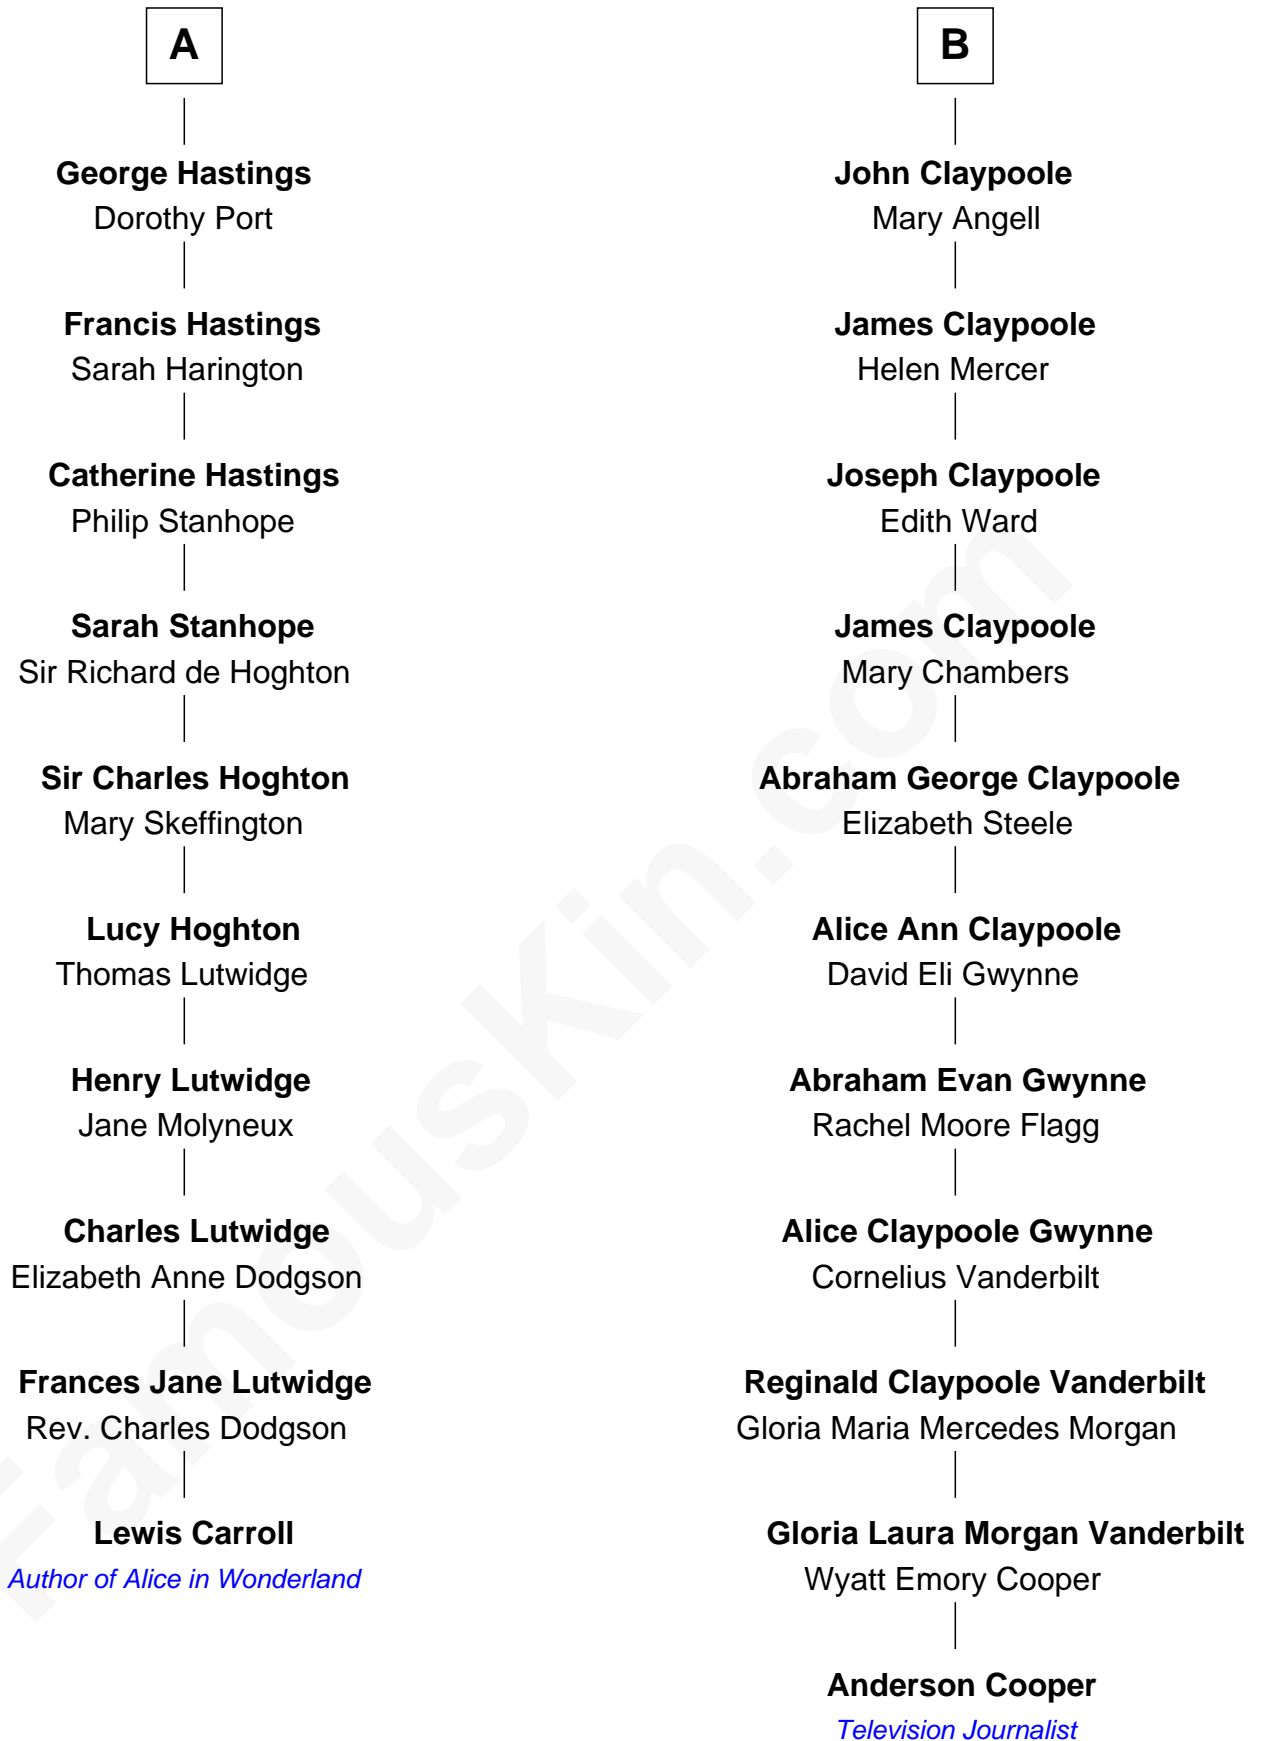 A
George Hastings
Dorothy Port
Francis Hastings
Sarah Harington
Catherine Hastings
Philip Stanhope
Sarah Stanhope
Sir Richard de Hoghton
Sir Charles Hoghton
Mary Skeffington
Lucy Hoghton
Thomas Lutwidge
Henry Lutwidge
Jane Molyneux
Charles Lutwidge
Elizabeth Anne Dodgson
Frances Jane Lutwidge
Rev. Charles Dodgson
Lewis Carroll
Author of Alice in Wonderland
B
John Claypoole
Mary Angell
James Claypoole
Helen Mercer
Joseph Claypoole
Edith Ward
James Claypoole
Mary Chambers
Abraham George Claypoole
Elizabeth Steele
Alice Ann Claypoole
David Eli Gwynne
Abraham Evan Gwynne
Rachel Moore Flagg
Alice Claypoole Gwynne
Cornelius Vanderbilt
Reginald Claypoole Vanderbilt
Gloria Maria Mercedes Morgan
Gloria Laura Morgan Vanderbilt
Wyatt Emory Cooper
Anderson Cooper
Television Journalist
FamousKin.com